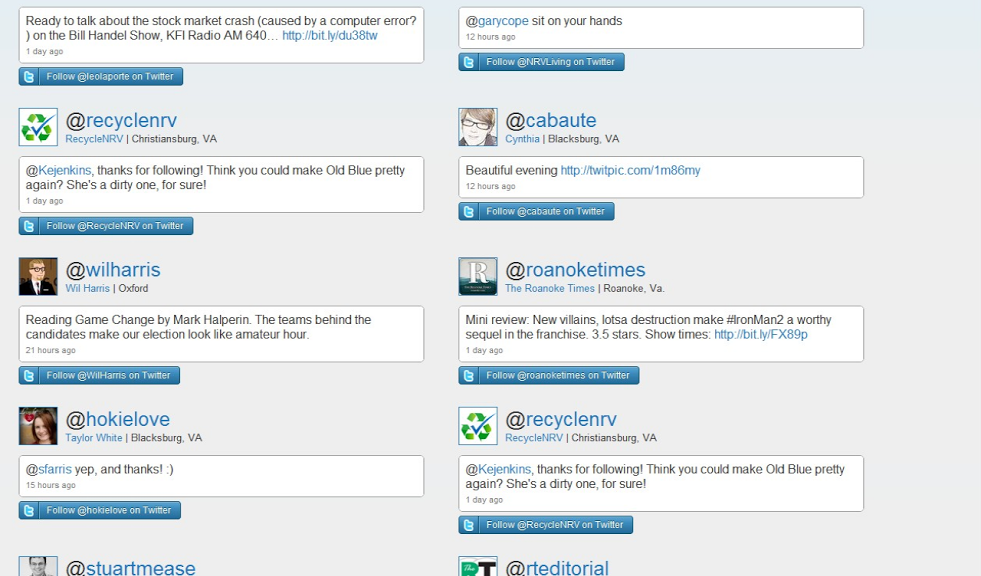 Ready to talk about the stock market crash (caused by a computer error?
) on the Bill Handel Show, KFI Radio AM 640… http://bit.ly/du38tw
1 day ago
Follow @leolaporte on Twitter
@recyclenrv
RecycleNRV | Christiansburg, VA
@Kejenkins, thanks for following! Think you could make Old Blue pretty
again? She's a dirty one, for sure!
1 day ago
Follow @RecycleNRV on Twitter
@wilharris
Wil Harris | Oxford
Reading Game Change by Mark Halperin. The teams behind the
candidates make our election look like amateur hour.
21 hours ago
Follow @WilHarris on Twitter
@hokielove
Taylor White | Blacksburg, VA
@sfarris yep, and thanks! :)
15 hours ago
Follow @hokielove on Twitter
@stuartmease
@garycope sit on your hands
12 hours ago
Follow @NRVLiving on Twitter
@cabaute
Cynthia | Blacksburg, VA
Beautiful evening http://twitpic.com/1m86my
12 hours ago
Follow @cabaute on Twitter
R
@roanoketimes
The Roanoke Times | Roanoke, Va.
Mini review: New villains, lotsa destruction make #IronMan2 a worthy
sequel in the franchise. 3.5 stars. Show times: http://bit.ly/FX89p
1 day ago
Follow @roanoketimes on Twitter
@recyclenrv
RecycleNRV | Christiansburg, VA
@Kejenkins, thanks for following! Think you could make Old Blue pretty
again? She's a dirty one, for sure!
1 day ago
Follow @RecycleNRV on Twitter
The RT
@rteditorial